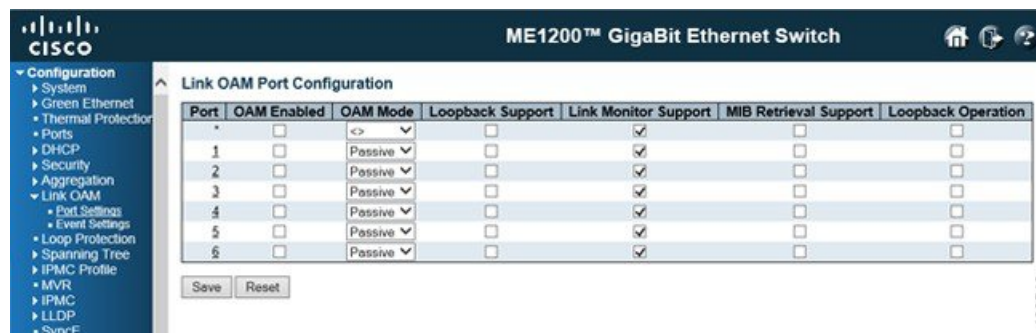 CISCO
ME1200™ GigaBit Ethernet Switch
Configuration
System
Green Ethernet
Thermal Protection
Ports
DHCP
Security
Aggregation
Link OAM
Port Settings
Event Settings
Loop Protection
Spanning Tree
IPMC Profile
MVR
IPMC
LLDP
SyncE
Link OAM Port Configuration
Port OAM Enabled OAM Mode Loopback Support Link Monitor Support MIB Retrieval Support Loopback Operation
* <>
1 Passive
2 Passive
3 Passive
4 Passive
5 Passive
6 Passive
Save Reset